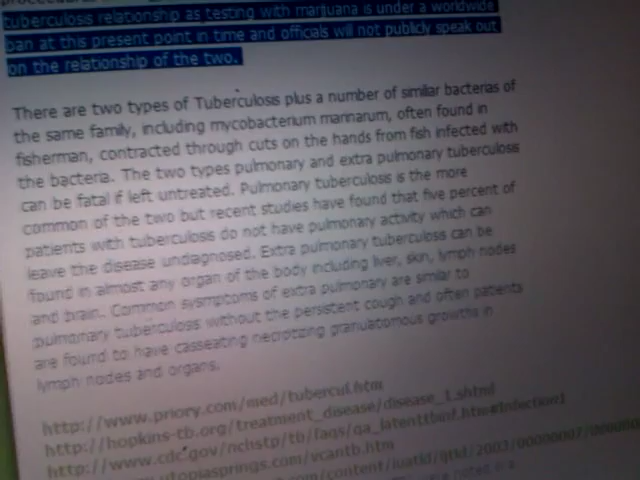 tuberculosis relationship as testing with marijuana is under a worldwide
ban at this present point in time and officials will not publicly speak out
on the relationship of the two.
There are two types of Tuberculosis plus a number of similar bacterias of
the same family, including mycobacterium marinarum, often found in
fisherman, contracted through cuts on the hands from fish infected with
the bacteria. The two types pulmonary and extra pulmonary tuberculosis
can be fatal if left untreated. Pulmonary tuberculosis is the more
common of the two but recent studies have found that five percent of
patients with tuberculosis do not have pulmonary activity which can
leave the disease undiagnosed. Extra pulmonary tuberculosis can be
found in almost any organ of the body including liver, skin, lymph nodes
and brain. Common sysmptoms of extra pulmonary are similar to
pulmonary tuberculosis without the persistent cough and often patients
are found to have casseating necrotizing granuatomous growths in
lymph nodes and organs.
http://www.priory.com/med/tubercul.htm
http://hopkins-tb.org/treatment_disease/disease_1.shtml
http://www.cdc.gov/nchstp/tb/faqs/qa_latenttbinf.htm#Infection1
utopiasprings.com/vcantb.htm